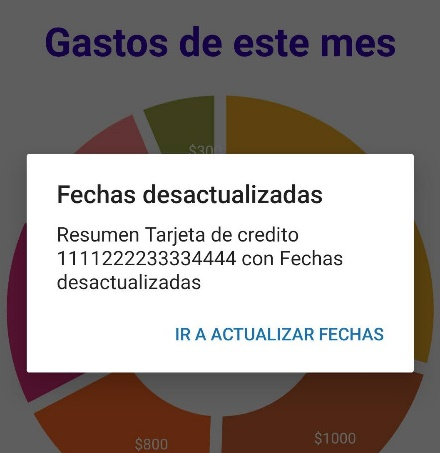 Gastos de este mes
$300
Fechas desactualizadas
Resumen Tarjeta de credito
1111222233334444 con Fechas
desactualizadas
IR A ACTUALIZAR FECHAS
$800
$1000